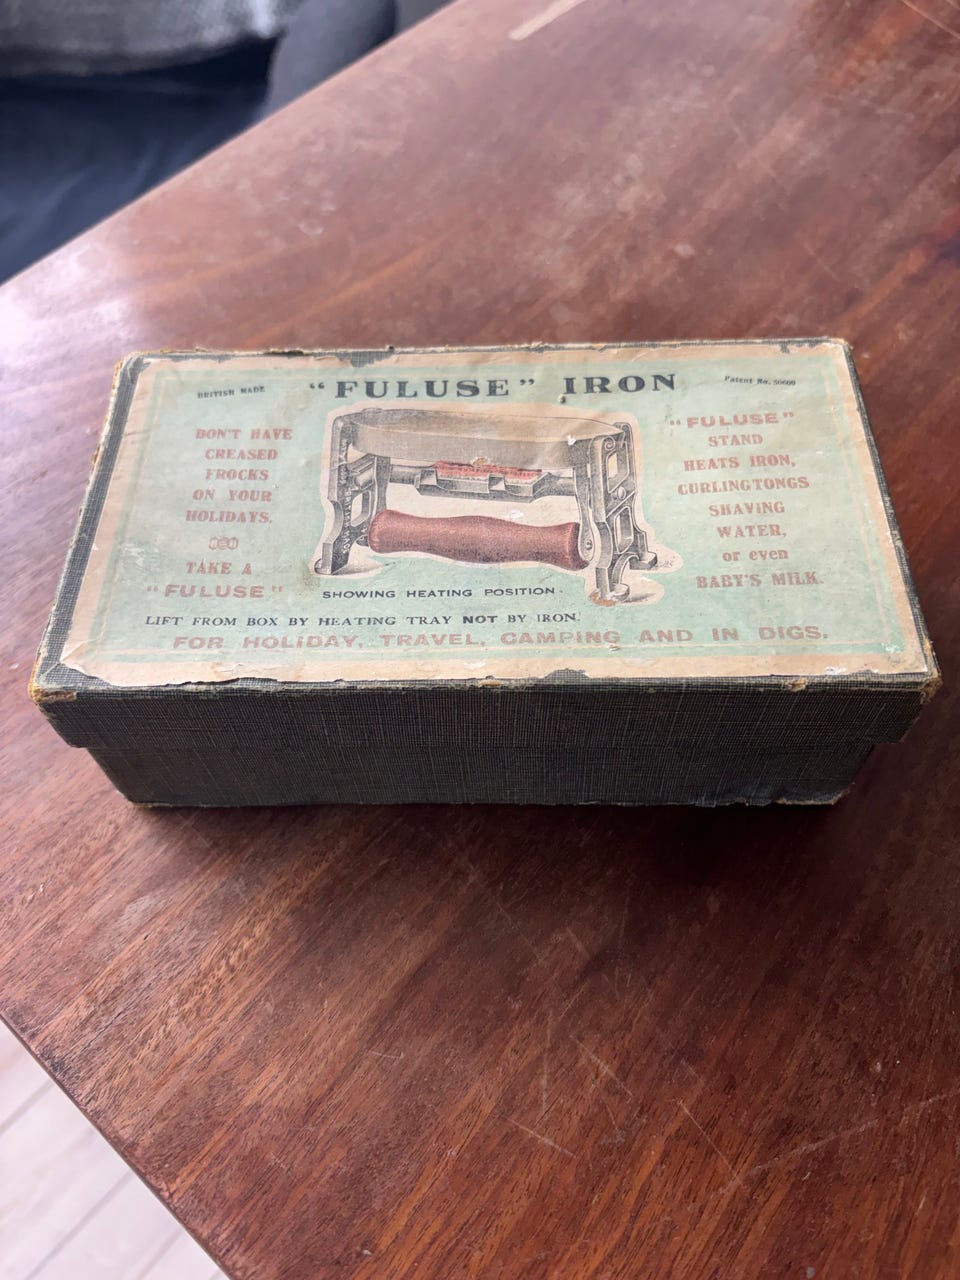 BRITISH MADE
"FULUSE" IRON
Patent No.
DON'T HAVE
CREASED
FROCKS
ON YOUR
HOLIDAYS.
TAKE A
"FULUSE"
"FULUSE"
STAND
HEATS IRON,
CURLINGTONGS
SHAVING
WATER,
or even
BABY'S MILK.
SHOWING HEATING POSITION.
LIFT FROM BOX BY HEATING TRAY NOT BY IRON.
FOR HOLIDAY, TRAVEL, CAMPING AND IN DIGS.